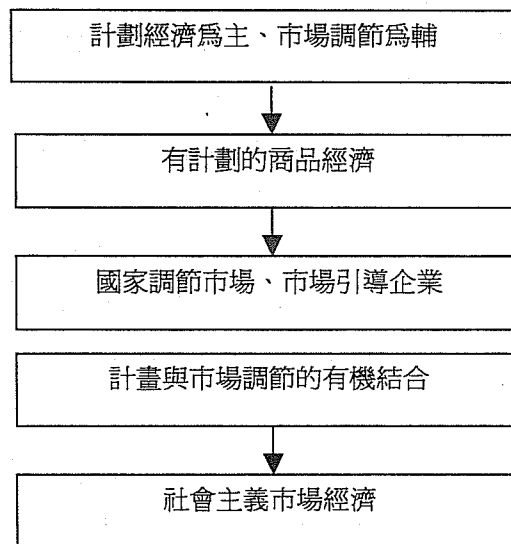 計劃經濟爲主、市場調節爲輔
有計劃的商品經濟
國家調節市場、市場引導企業
計畫與市場調節的有機結合
社會主義市場經濟